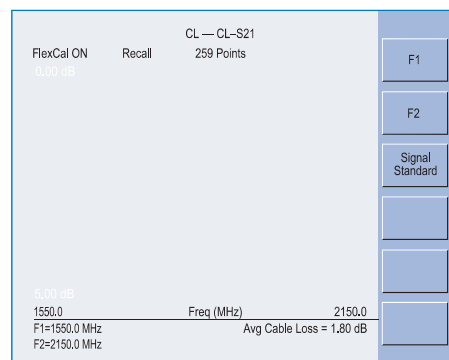 CL — CL–S21
FlexCal ON Recall 259 Points
0.00 dB
5.00 dB
1550.0 Freq (MHz) 2150.0
F1=1550.0 MHz Avg Cable Loss = 1.80 dB
F2=2150.0 MHz
F1
F2
Signal
Standard